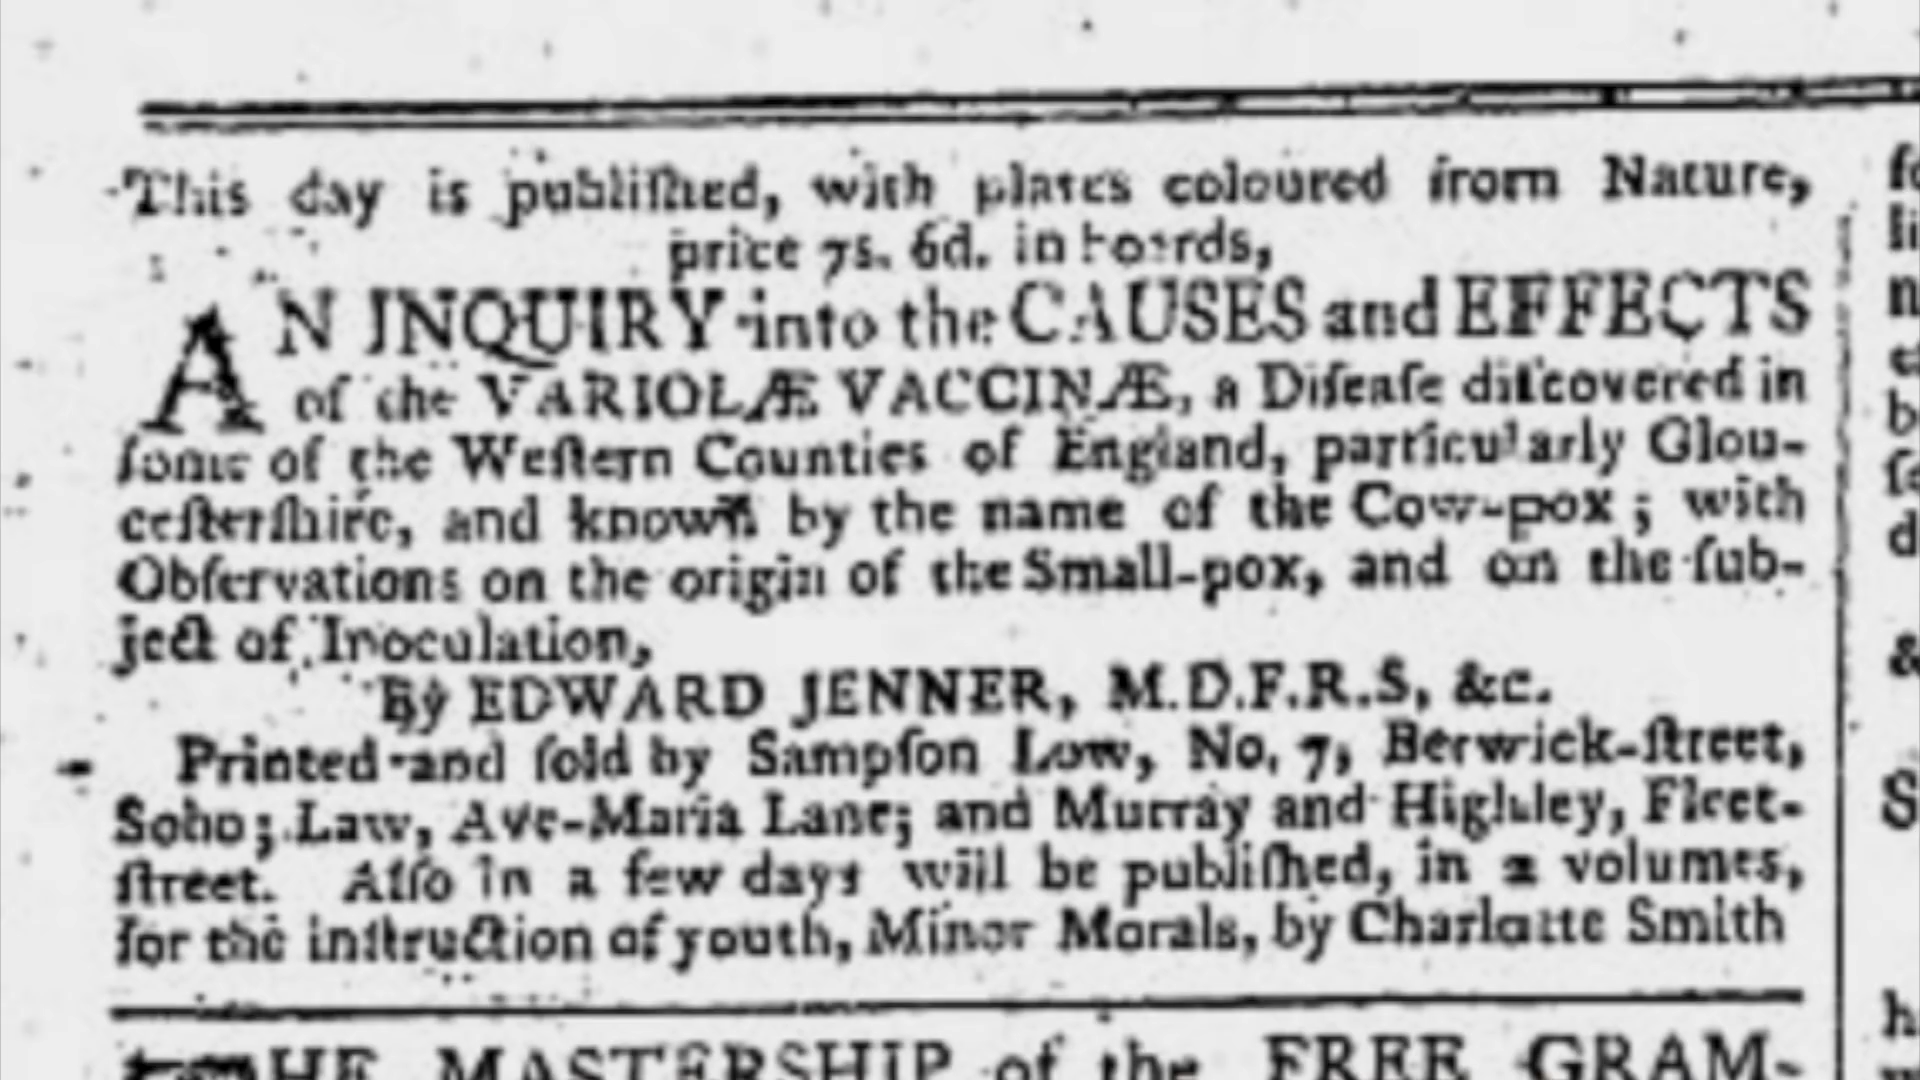 This day is publiſhed, with plates coloured from Nature,
price 7s. 6d. in boards,
AN INQUIRY into the CAUSES and EFFECTS
of the VARIOLÆ VACCINÆ, a Diſeaſe diſcovered in
ſome of the Weſtern Counties of England, particularly Glou-
ceſterſhire, and known by the name of the Cow-pox; with
Obſervations on the origin of the Small-pox, and on the ſub-
ject of Inoculation,
By EDWARD JENNER, M.D.F.R.S, &c.
Printed and ſold by Sampſon Low, No. 7, Berwick-ſtreet,
Soho; Law, Ave-Maria Lane; and Murray and Highley, Fleet-
ſtreet. Alſo in a few days will be publiſhed, in 2 volumes,
for the inſtruction of youth, Minor Morals, by Charlotte Smith
THE MASTERSHIP of the FREE GRAM-